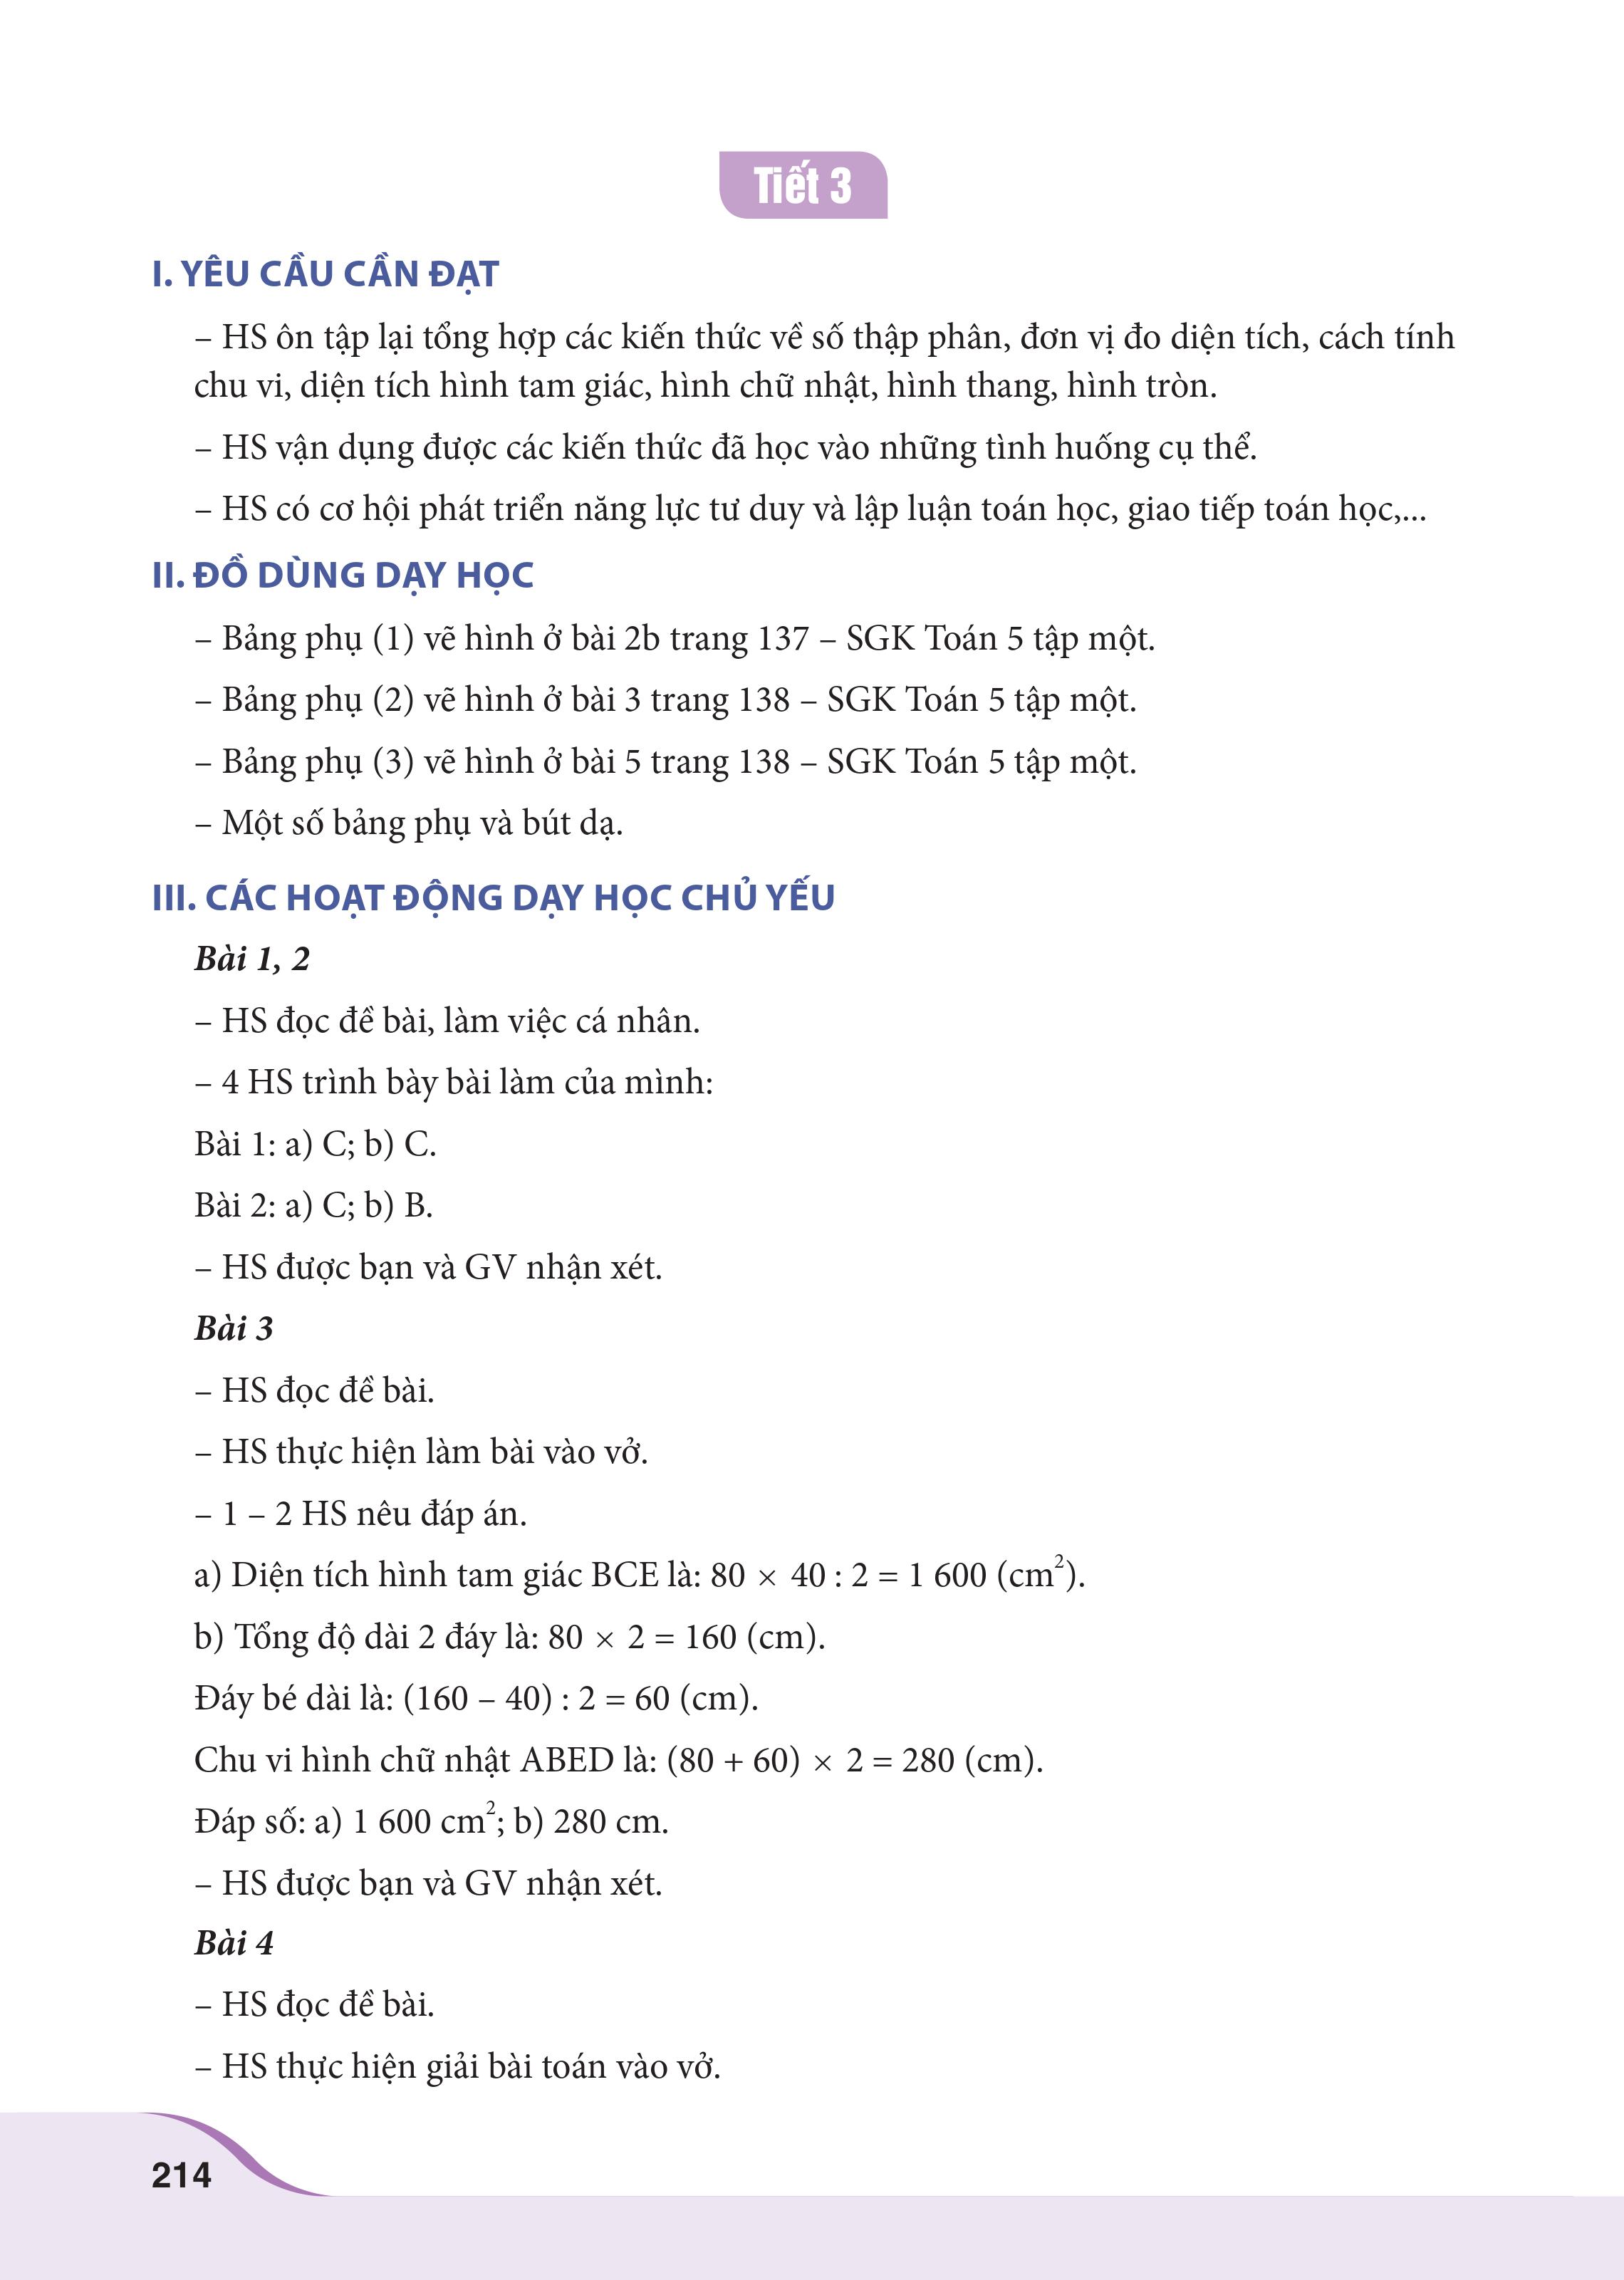 Tiết 3
I. YÊU CẦU CẦN ĐẠT
– HS ôn tập lại tổng hợp các kiến thức về số thập phân, đơn vị đo diện tích, cách tính
chu vi, diện tích hình tam giác, hình chữ nhật, hình thang, hình tròn.
– HS vận dụng được các kiến thức đã học vào những tình huống cụ thể.
– HS có cơ hội phát triển năng lực tư duy và lập luận toán học, giao tiếp toán học,...
II. ĐỒ DÙNG DẠY HỌC
– Bảng phụ (1) vẽ hình ở bài 2b trang 137 – SGK Toán 5 tập một.
– Bảng phụ (2) vẽ hình ở bài 3 trang 138 – SGK Toán 5 tập một.
– Bảng phụ (3) vẽ hình ở bài 5 trang 138 – SGK Toán 5 tập một.
– Một số bảng phụ và bút dạ.
III. CÁC HOẠT ĐỘNG DẠY HỌC CHỦ YẾU
Bài 1, 2
– HS đọc đề bài, làm việc cá nhân.
– 4 HS trình bày bài làm của mình:
Bài 1: a) C; b) C.
Bài 2: a) C; b) B.
– HS được bạn và GV nhận xét.
Bài 3
– HS đọc đề bài.
– HS thực hiện làm bài vào vở.
– 1 – 2 HS nêu đáp án.
a) Diện tích hình tam giác BCE là: 80 × 40 : 2 = 1 600 (cm²).
b) Tổng độ dài 2 đáy là: 80 × 2 = 160 (cm).
Đáy bé dài là: (160 – 40) : 2 = 60 (cm).
Chu vi hình chữ nhật ABED là: (80 + 60) × 2 = 280 (cm).
Đáp số: a) 1 600 cm²; b) 280 cm.
– HS được bạn và GV nhận xét.
Bài 4
– HS đọc đề bài.
– HS thực hiện giải bài toán vào vở.
214